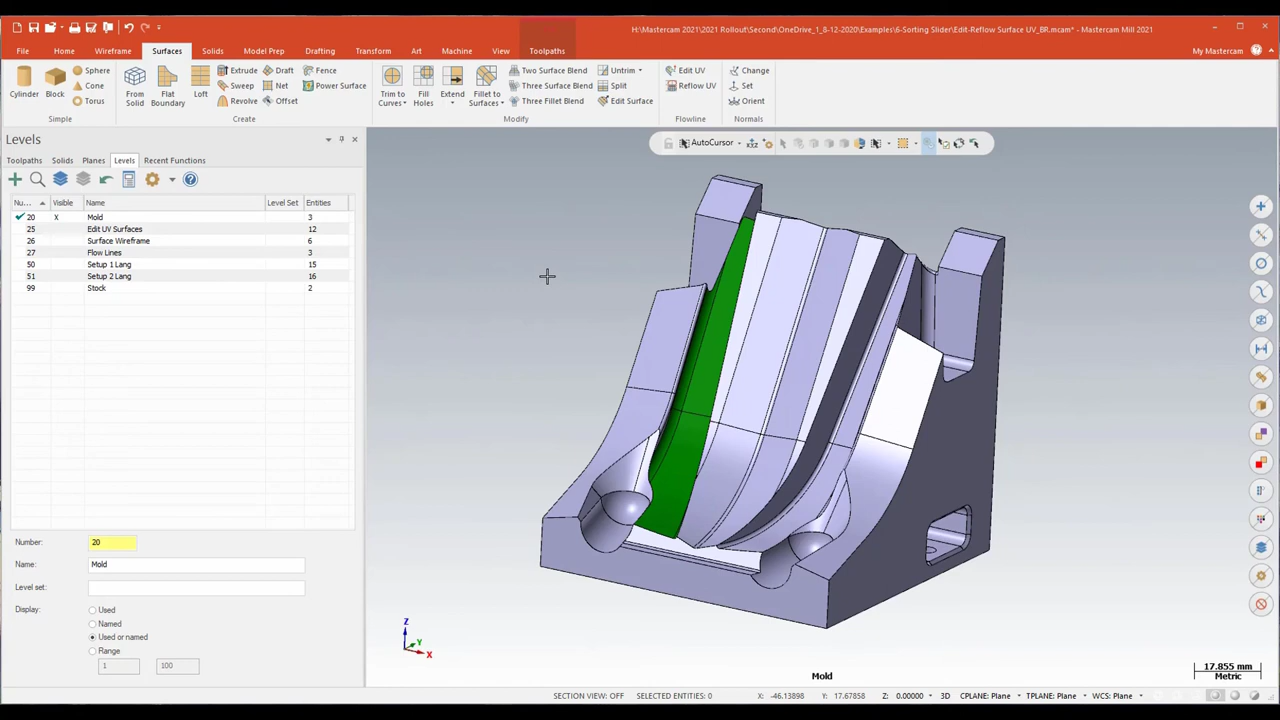 H:\Mastercam 2021\2021 Rollout\Second\OneDrive_1_8-12-2020\Examples\6-Sorting Slider\Edit-Reflow Surface UV_BR.mcam* - Mastercam Mill 2021
File Home Wireframe Surfaces Solids Model Prep Drafting Transform Art Machine View Toolpaths My Mastercam
Sphere Extrude Draft Fence Two Surface Blend Untrim Edit UV Change
Cone Sweep Net Power Surface Three Surface Blend Split Reflow UV Set
Cylinder Block Torus From Solid Flat Boundary Loft Revolve Offset Trim to Curves Fill Holes Extend Fillet to Surfaces Three Fillet Blend Edit Surface Orient
Simple Create Modify Flowline Normals
Levels
AutoCursor
Toolpaths Solids Planes Levels Recent Functions
Nu... Visible Name Level Set Entities
20 X Mold 3
25 Edit UV Surfaces 12
26 Surface Wireframe 6
27 Flow Lines 3
50 Setup 1 Lang 15
51 Setup 2 Lang 16
99 Stock 2
Number: 20
Name: Mold
Level set:
Display: Used
Named
Used or named
Range
1 100
Z
Y
X
Mold
17.855 mm
Metric
SECTION VIEW: OFF SELECTED ENTITIES: 0 X: -46.13898 Y: 17.67858 Z: 0.00000 3D CPLANE: Plane TPLANE: Plane WCS: Plane